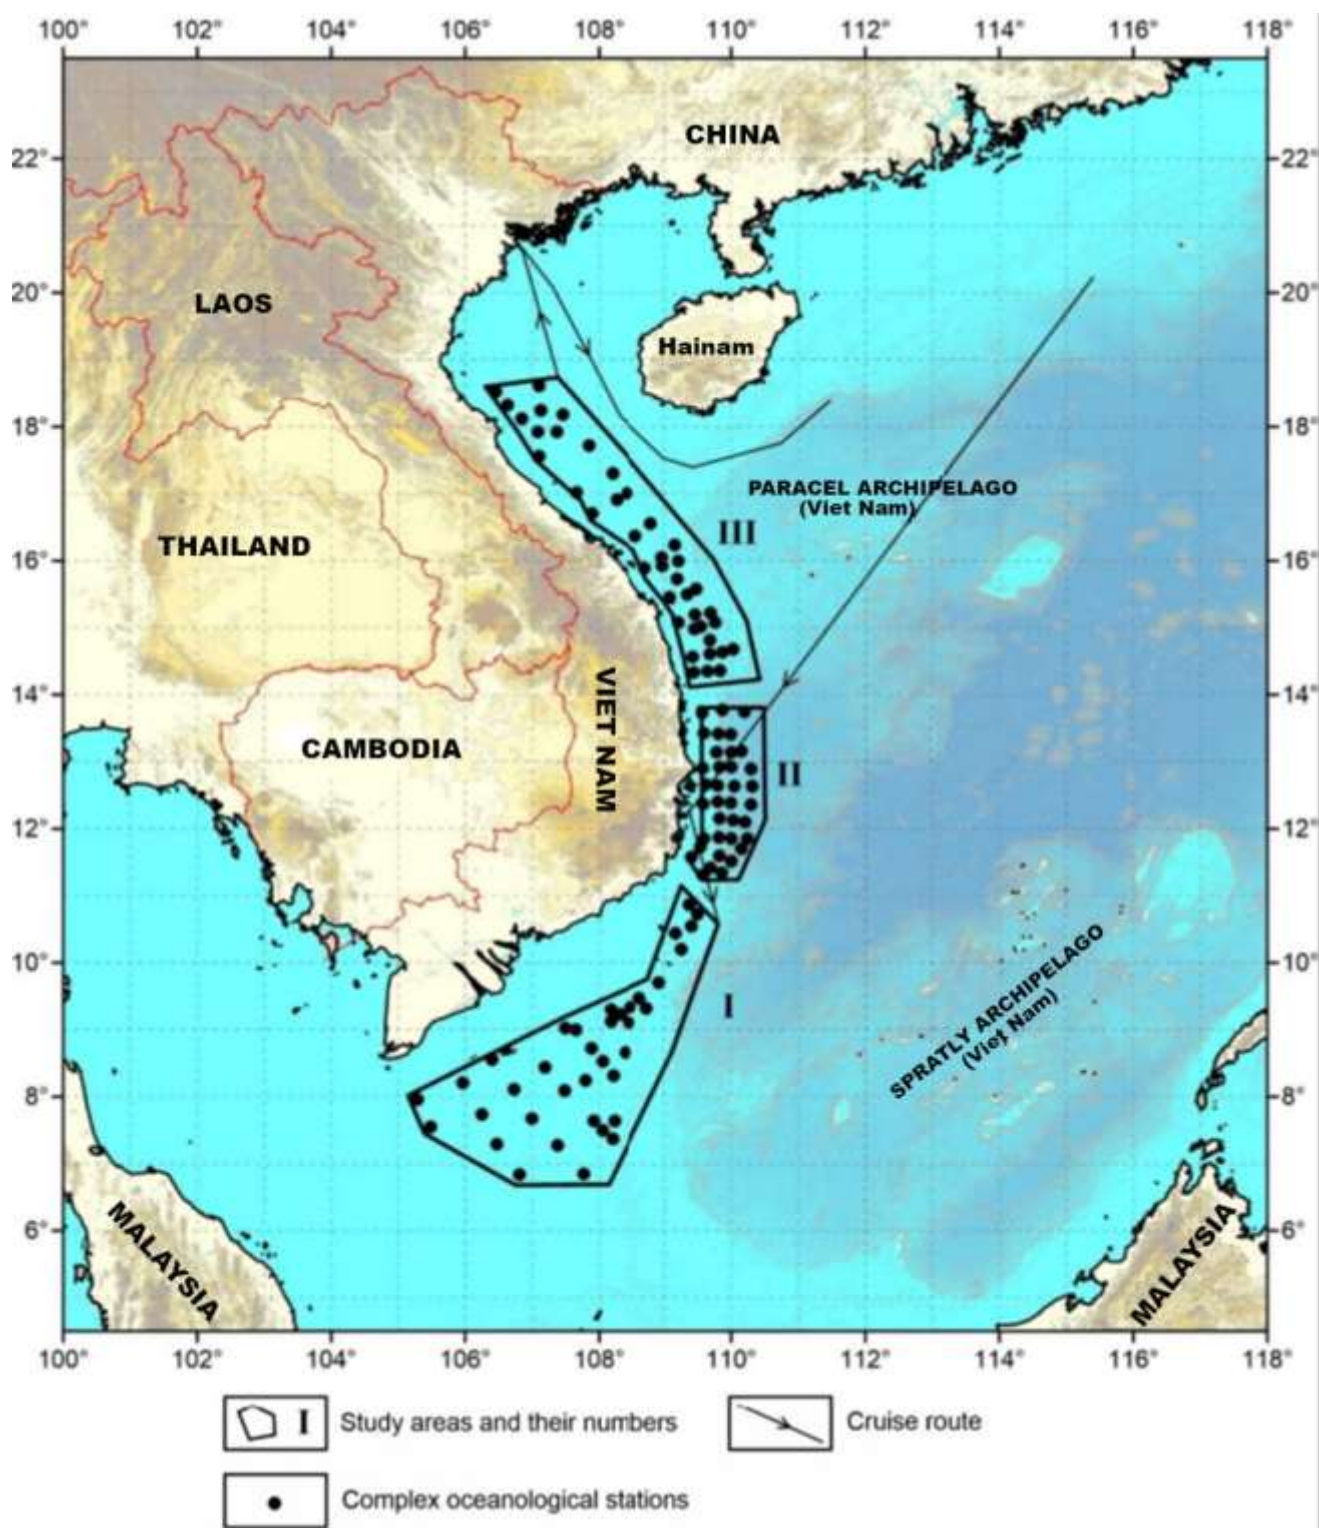 100° 102° 104° 106° 108° 110° 112° 114° 116° 118°
CHINA
22° 22°
20° 20°
LAOS
Hainam
18° 18°
PARACEL ARCHIPELAGO
(Viet Nam)
III
THAILAND
16° 16°
14° 14°
VIET NAM
CAMBODIA
II
12° 12°
10° 10°
SPRATLY ARCHIPELAGO
(Viet Nam)
I
8° 8°
MALAYSIA
MALAYSIA
6° 6°
100° 102° 104° 106° 108° 110° 112° 114° 116° 118°
I Study areas and their numbers
Cruise route
Complex oceanological stations